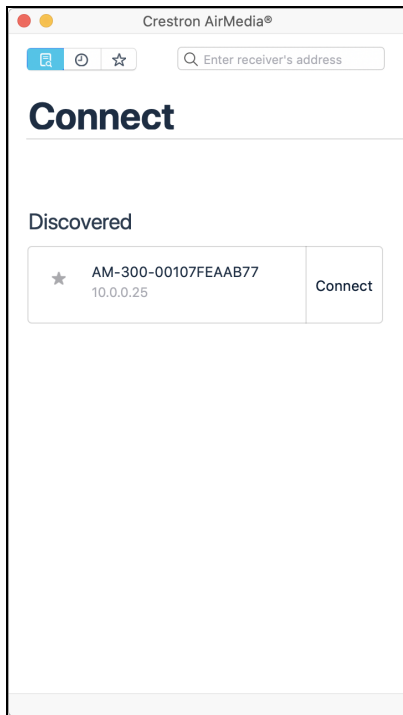 Crestron AirMedia®
Enter receiver's address
Connect
Discovered
AM-300-00107FEAAB77
10.0.0.25
Connect